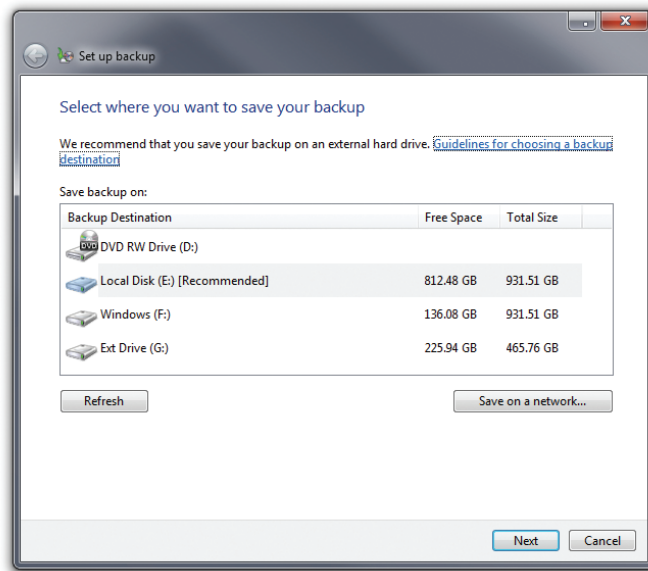 Set up backup
Select where you want to save your backup
We recommend that you save your backup on an external hard drive. Guidelines for choosing a backup
destination
Save backup on:
Backup Destination Free Space Total Size
DVD DVD RW Drive (D:)
Local Disk (E:) [Recommended] 812.48 GB 931.51 GB
Windows (F:) 136.08 GB 931.51 GB
Ext Drive (G:) 225.94 GB 465.76 GB
Refresh Save on a network...
Next Cancel